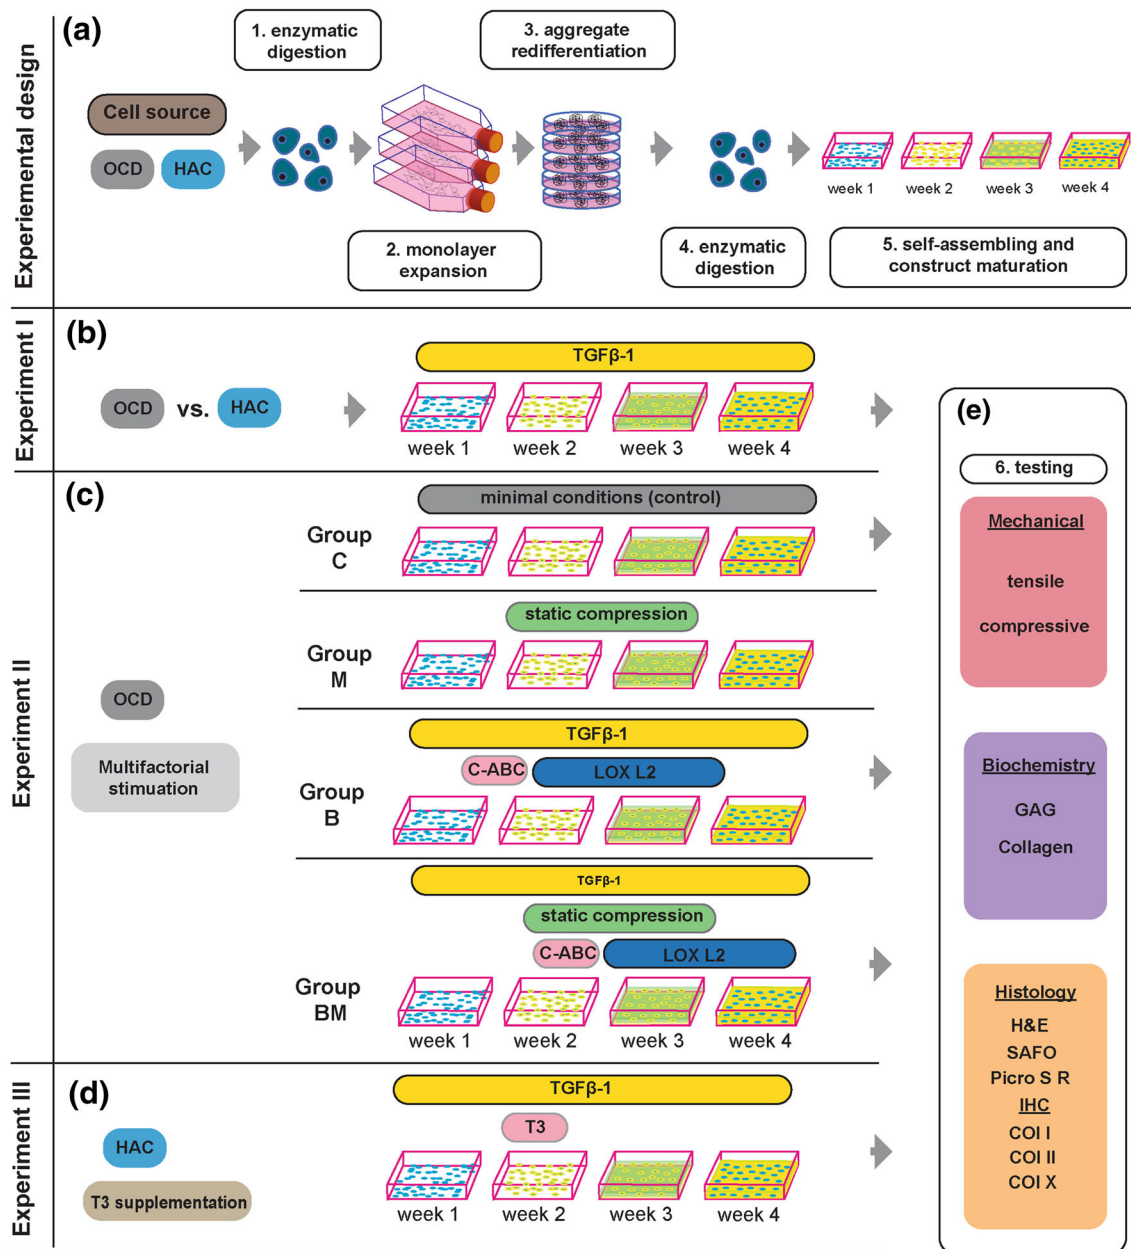 Experiemental design
(a)
1. enzymatic
digestion
3. aggregate
redifferentiation
Cell source
OCD
HAC
week 1
week 2
week 3
week 4
2. monolayer
expansion
4. enzymatic
digestion
5. self-assembling and
construct maturation
Experiment I
(b)
TGFβ-1
OCD
vs.
HAC
week 1
week 2
week 3
week 4
Experiment II
(c)
minimal conditions (control)
Group
C
static compression
Group
M
OCD
Multifactorial
stimuation
TGFβ-1
C-ABC
LOX L2
Group
B
TGFβ-1
static compression
C-ABC
LOX L2
Group
BM
week 1
week 2
week 3
week 4
Experiment III
(d)
TGFβ-1
T3
HAC
T3 supplementation
week 1
week 2
week 3
week 4
(e)
6. testing
Mechanical
tensile
compressive
Biochemistry
GAG
Collagen
Histology
H&E
SAFO
Picro S R
IHC
COI I
COI II
COI X